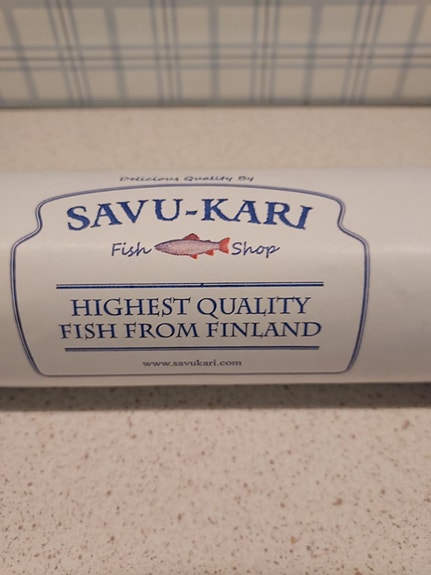 Delicious Quality By
SAVU-KARI
Fish Shop
HIGHEST QUALITY
FISH FROM FINLAND
www.savukari.com